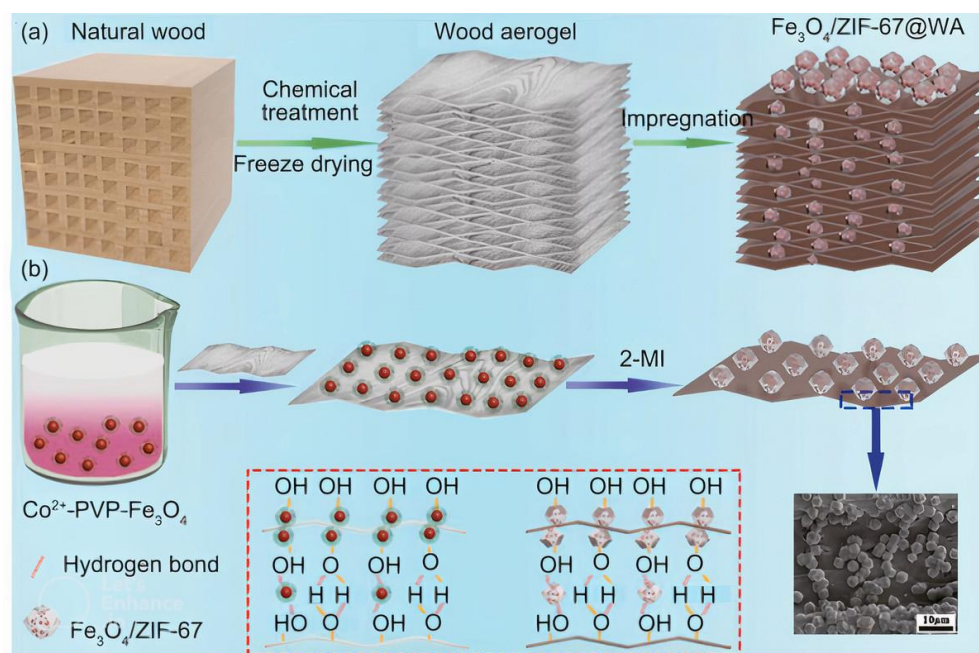 (a)
Natural wood
Wood aerogel
Fe₃O₄/ZIF-67@WA
Chemical
treatment
Freeze drying
Impregnation
(b)
2-MI
Co²⁺-PVP-Fe₃O₄
Hydrogen bond
Let's
Enhance
Fe₃O₄/ZIF-67
OH OH OH OH
OH O OH O
H H H H
HO O OH O
OH OH OH OH
OH O OH O
H H H H
HO O OH O
10μm